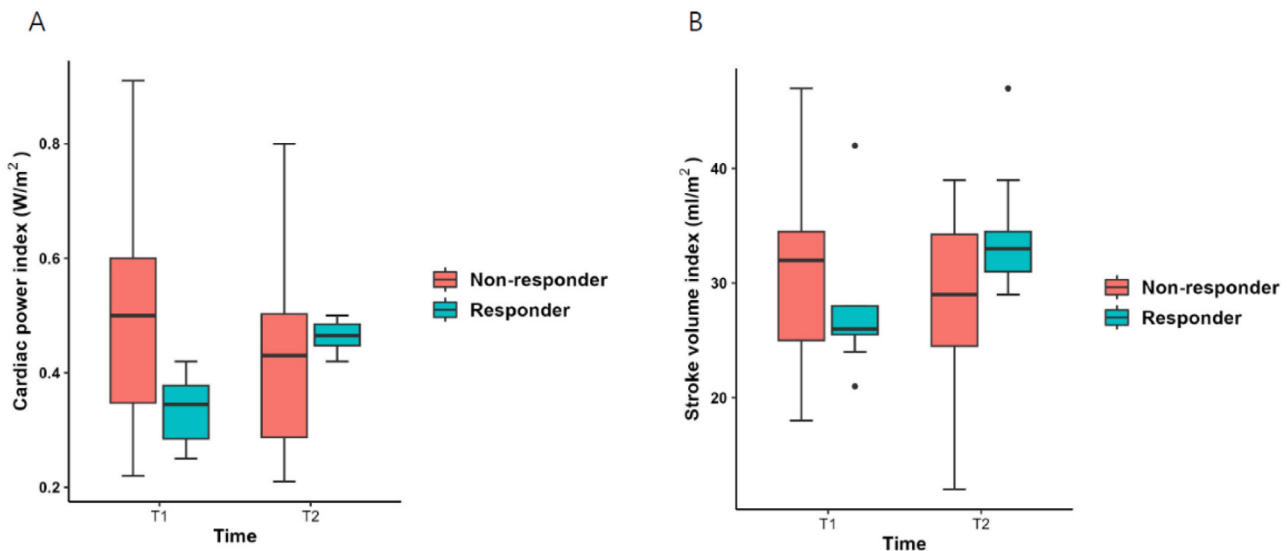 A
Cardiac power index (W/m²)
0.8
0.6
0.4
0.2
T1
T2
Time
Non-responder
Responder
B
Stroke volume index (ml/m²)
40
30
20
T1
T2
Time
Non-responder
Responder